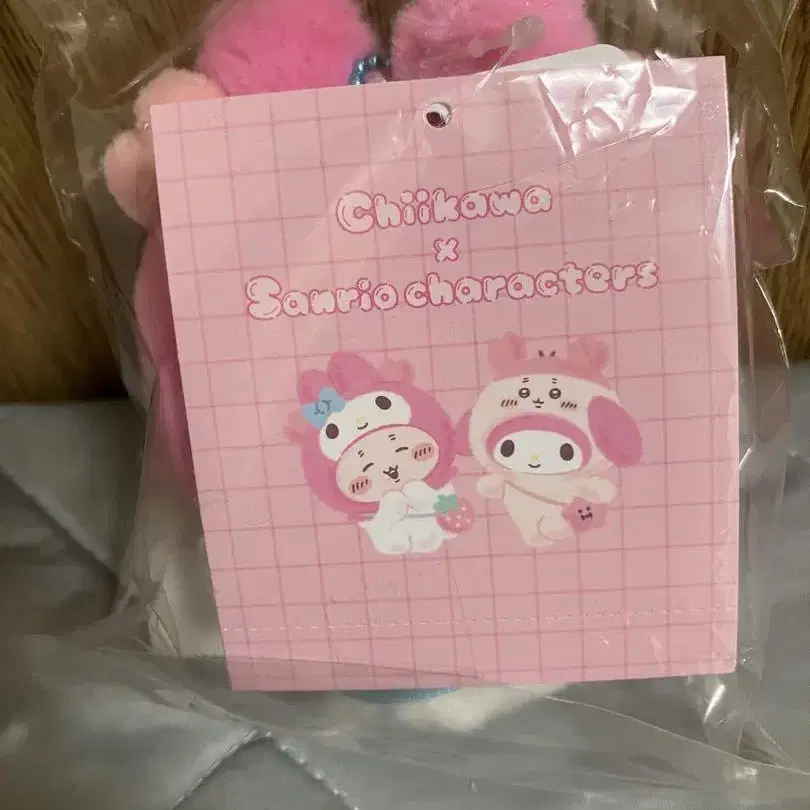 Chiikawa
x
Sanrio characters